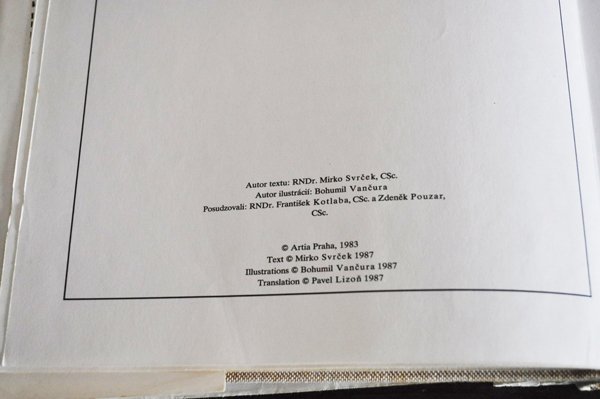 Autor textu: RNDr. Mirko Svrček, CSc.
Autor ilustrácií: Bohumil Vančura
Posudzovali: RNDr. František Kotlaba, CSc. a Zdeněk Pouzar,
CSc.
© Artia Praha, 1983
Text © Mirko Svrček 1987
Illustrations © Bohumil Vančura 1987
Translation © Pavel Lizoň 1987